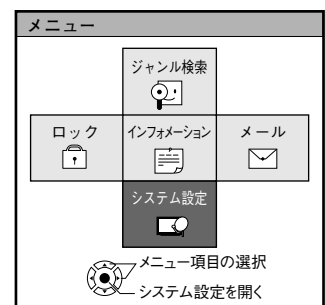 メニュー
ジャンル検索
ロック
インフォメーション
メール
システム設定
メニュー項目の選択
システム設定を開く